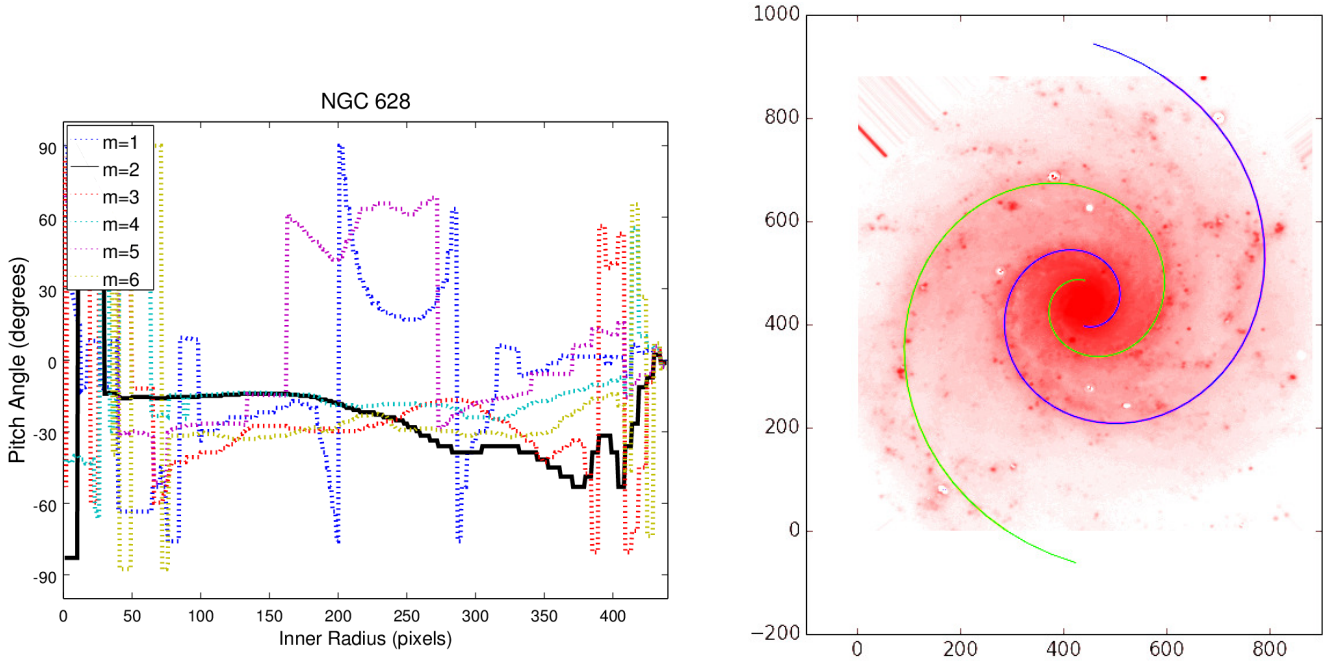 NGC 628
m=1
m=2
m=3
m=4
m=5
m=6
90
60
30
0
-30
-60
-90
Pitch Angle (degrees)
0 50 100 150 200 250 300 350 400
Inner Radius (pixels)
1000
800
600
400
200
0
-200
0 200 400 600 800